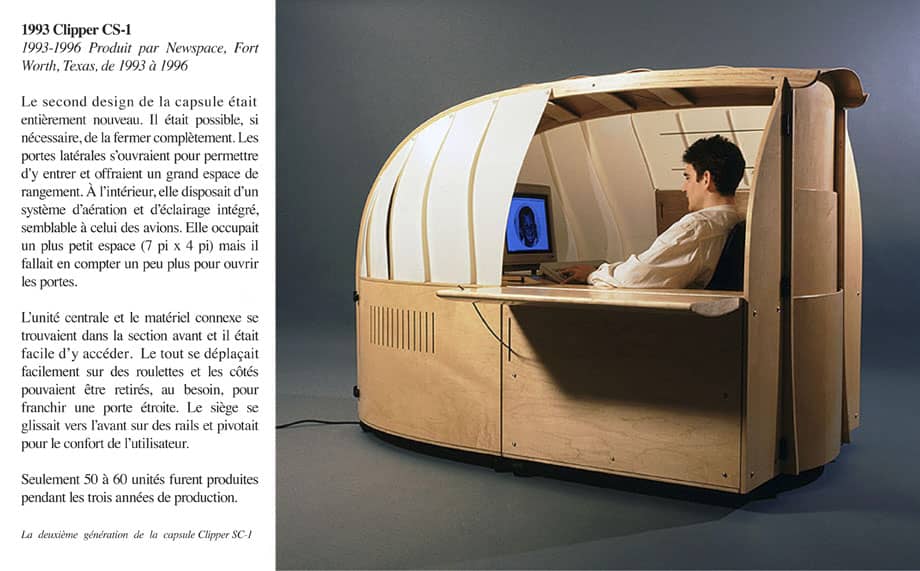 1993 Clipper CS-1
1993-1996 Produit par Newspace, Fort
Worth, Texas, de 1993 à 1996
Le second design de la capsule était
entièrement nouveau. Il était possible, si
nécessaire, de la fermer complètement. Les
portes latérales s'ouvraient pour permettre
d'y entrer et offraient un grand espace de
rangement. À l'intérieur, elle disposait d'un
système d'aération et d'éclairage intégré,
semblable à celui des avions. Elle occupait
un plus petit espace (7 pi x 4 pi) mais il
fallait en compter un peu plus pour ouvrir
les portes.
L'unité centrale et le matériel connexe se
trouvaient dans la section avant et il était
facile d'y accéder. Le tout se déplaçait
facilement sur des roulettes et les côtés
pouvaient être retirés, au besoin, pour
franchir une porte étroite. Le siège se
glissait vers l'avant sur des rails et pivotait
pour le confort de l'utilisateur.
Seulement 50 à 60 unités furent produites
pendant les trois années de production.
La deuxième génération de la capsule Clipper SC-1